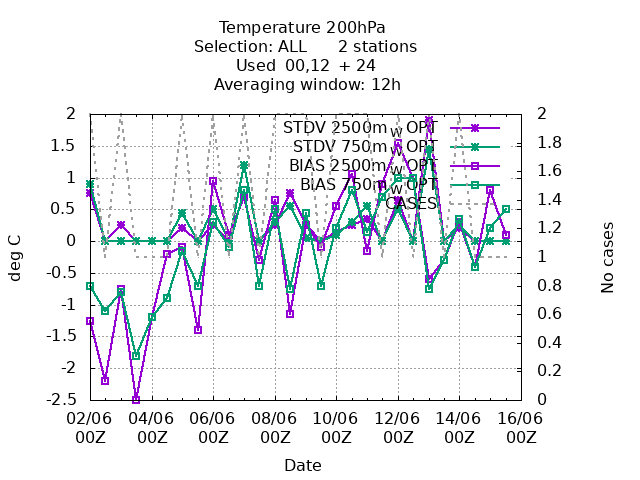 Temperature 200hPa
Selection: ALL 2 stations
Used 00,12 + 24
Averaging window: 12h
STDV 2500m w OPT
STDV 750m w OPT
BIAS 2500m w OPT
BIAS 750m w OPT
CASES
2
1.5
1
0.5
0
-0.5
-1
-1.5
-2
-2.5
deg C
2
1.8
1.6
1.4
1.2
1
0.8
0.6
0.4
0.2
0
No cases
02/06 04/06 06/06 08/06 10/06 12/06 14/06 16/06
00Z 00Z 00Z 00Z 00Z 00Z 00Z 00Z
Date